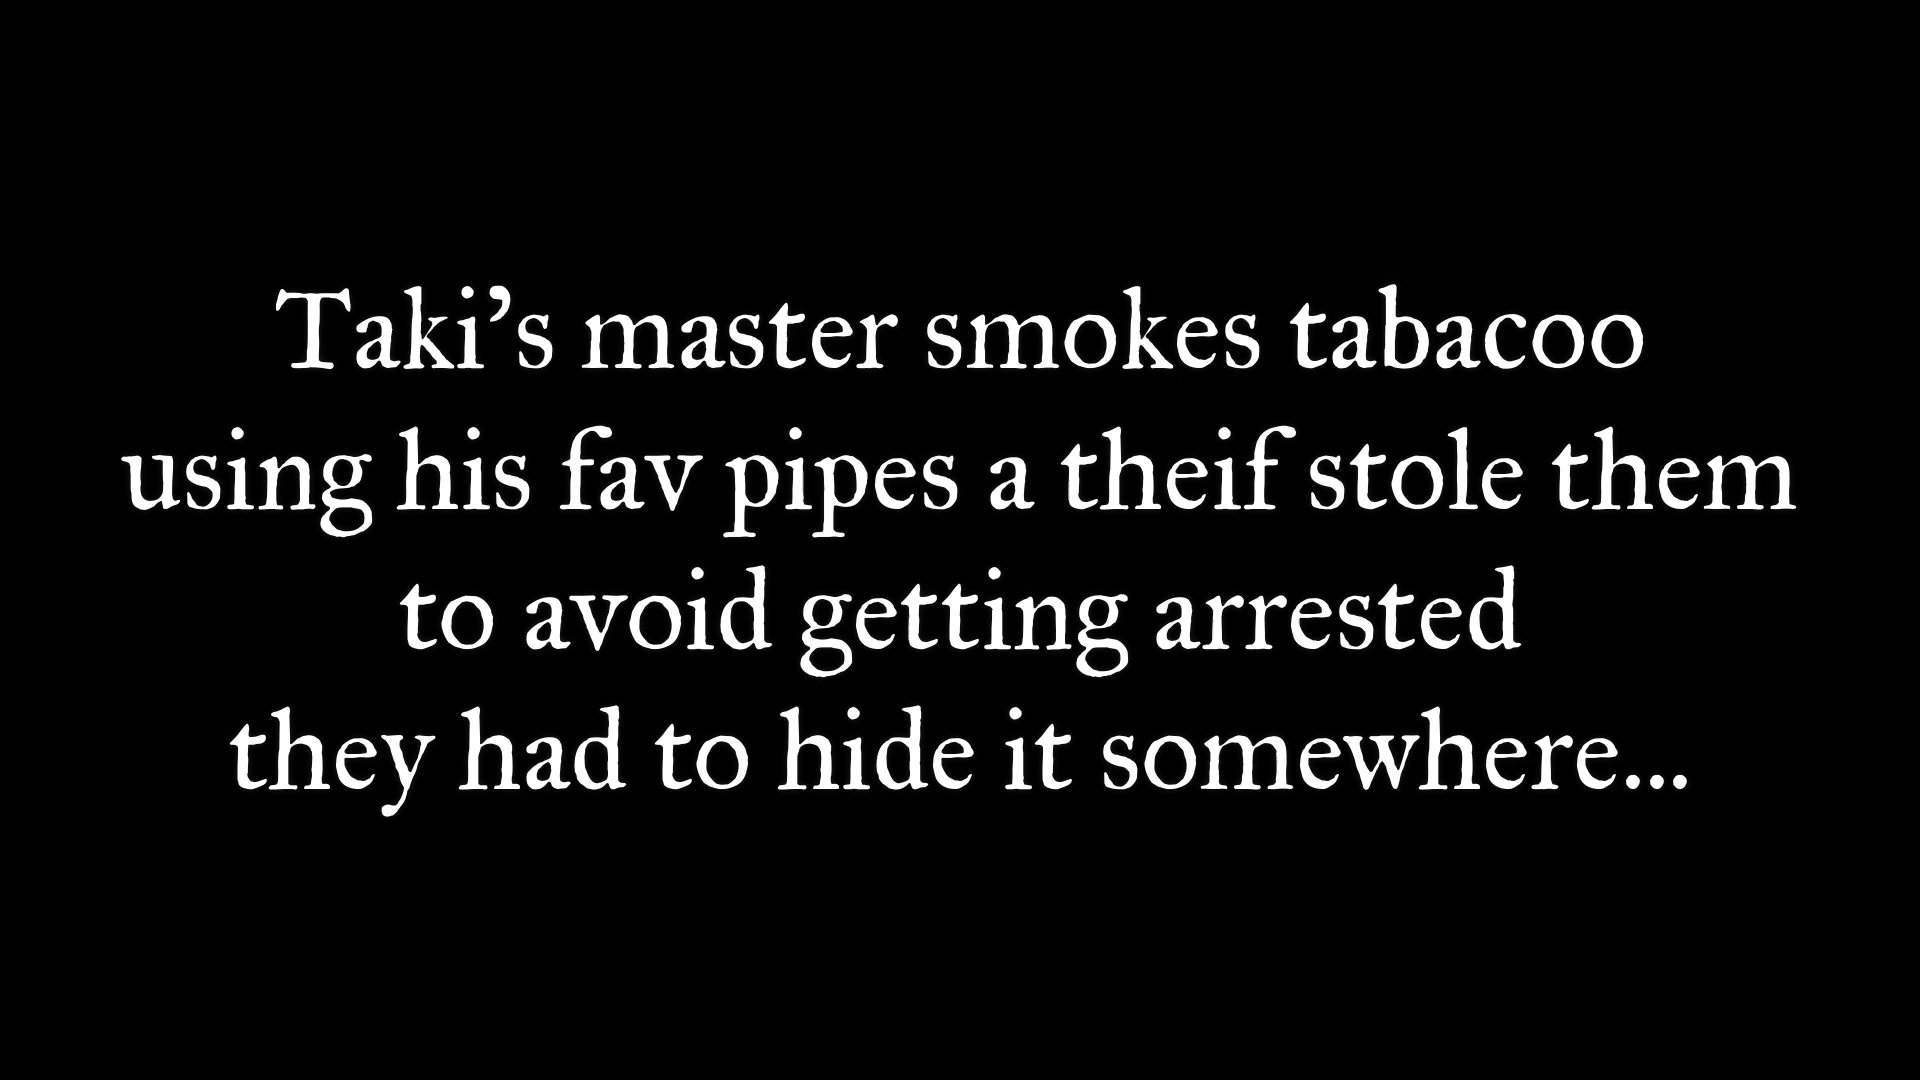 Taki’s master smokes tabacoo
using his fav pipes a theif stole them
to avoid getting arrested
they had to hide it somewhere...